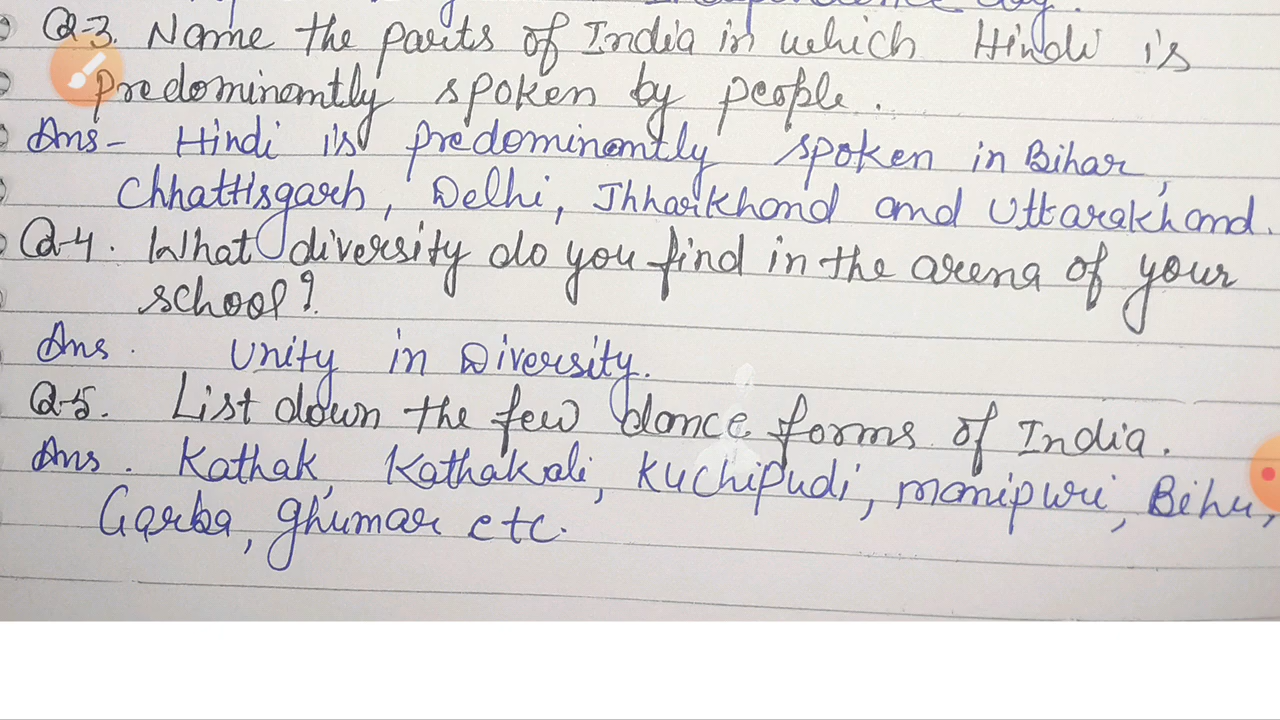 Q-3. Name the parts of India in which Hindi is
predominantly spoken by people.
Ans- Hindi is predominantly spoken in Bihar,
Chhattisgarh, Delhi, Jhharkhand and Uttarakhand.
Q-4. What diversity do you find in the arena of your
school?
Ans. Unity in Diversity.
Q-5. List down the few dance forms of India.
Ans. Kathak, Kathakali, Kuchipudi, manipuri, Bihu,
Garba, ghumar etc.